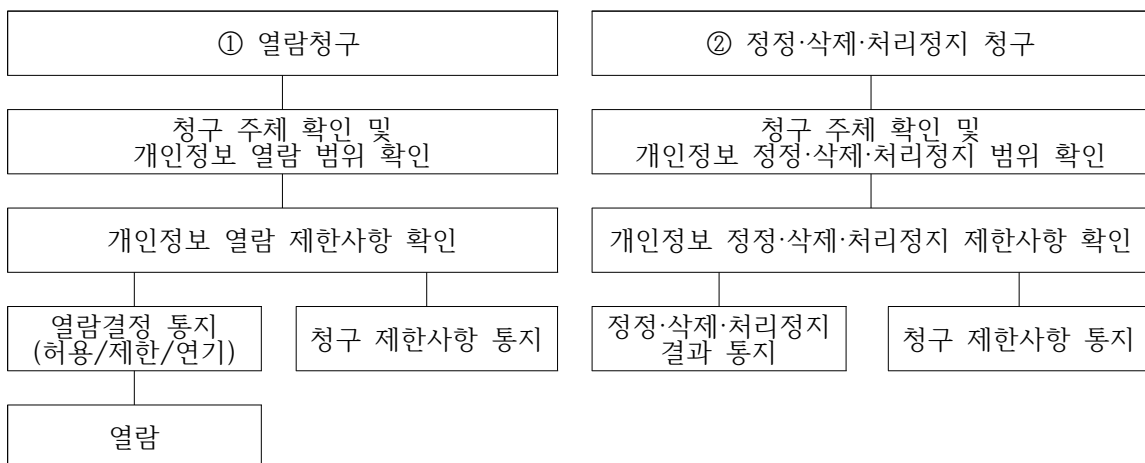 ① 열람청구
청구 주체 확인 및
개인정보 열람 범위 확인
개인정보 열람 제한사항 확인
열람결정 통지
(허용/제한/연기)
청구 제한사항 통지
열람
② 정정·삭제·처리정지 청구
청구 주체 확인 및
개인정보 정정·삭제·처리정지 범위 확인
개인정보 정정·삭제·처리정지 제한사항 확인
정정·삭제·처리정지
결과 통지
청구 제한사항 통지